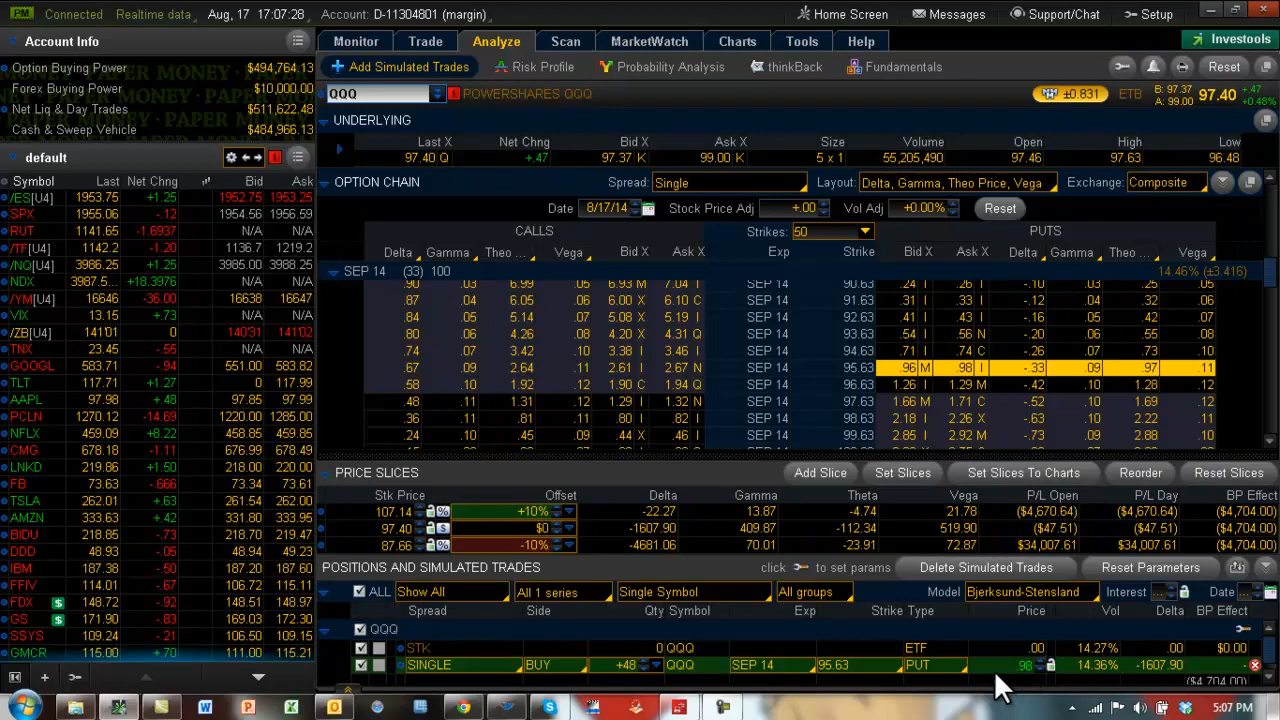 PM Connected Realtime data Aug, 17 17:07:28 Account: D-11304801 (margin) Home Screen Messages Support/Chat Setup
Account Info
Option Buying Power $494,764.13
Forex Buying Power $10,000.00
Net Liq & Day Trades $511,622.48
Cash & Sweep Vehicle $484,966.13
default
Symbol Last Net Chng Bid Ask
/ES[U4] 1953.75 +1.25 1952.75 1953.25
SPX 1955.06 -.12 1954.56 1956.59
RUT 1141.65 -1.6937 N/A N/A
/TF[U4] 1142.2 -1.20 1136.7 1219.2
/NQ[U4] 3986.25 +1.25 3985.00 3988.25
NDX 3987.5... +18.3976 N/A N/A
/YM[U4] 16646 -36.00 16638 16647
VIX 13.15 +.73 N/A N/A
/ZB[U4] 141'01 0 140'31 141'02
TNX 23.45 -.55 N/A N/A
GOOGL 583.71 -.94 551.00 583.82
TLT 117.71 +1.27 0 117.99
AAPL 97.98 +.48 97.85 97.99
PCLN 1270.12 -14.69 1220.00 1285.00
NFLX 459.09 +8.22 458.85 459.85
CMG 678.18 -1.11 676.99 678.49
LNKD 219.86 +1.50 218.00 220.00
FB 73.63 -.666 73.34 73.61
TSLA 262.01 +.63 261.54 262.00
AMZN 333.63 +.42 331.80 333.95
BIDU 218.85 -.73 218.70 219.47
DDD 48.93 -.05 48.94 49.23
IBM 187.38 -.50 187.20 187.60
FFIV 114.01 -.67 106.72 115.11
FDX $ 148.72 -.92 148.51 148.97
GS $ 171.90 -.83 169.03 172.30
SSYS 109.24 -.21 106.50 109.15
GMCR 115.00 +.70 111.00 115.21
Monitor Trade Analyze Scan MarketWatch Charts Tools Help Investools
Add Simulated Trades Risk Profile Probability Analysis thinkBack Fundamentals Reset
QQQ POWERSHARES QQQ ±0.831 ETB B: 97.37 A: 99.00 97.40 +.47 +0.48%
UNDERLYING
Last X Net Chng Bid X Ask X Size Volume Open High Low
97.40 Q +.47 97.37 K 99.00 K 5 x 1 55,205,490 97.46 97.63 96.48
OPTION CHAIN Spread: Single Layout: Delta, Gamma, Theo Price, Vega Exchange: Composite
Date 8/17/14 Stock Price Adj +.00 Vol Adj +0.00% Reset
CALLS Strikes: 50 PUTS
Delta Gamma Theo ... Vega Bid X Ask X Exp Strike Bid X Ask X Delta Gamma Theo ... Vega
SEP 14 (33) 100 14.46% (±3.416)
.90 .03 6.99 .05 6.93 M 7.04 I SEP 14 90.63 .24 I .26 I -.10 .03 .25 .05
.87 .04 6.05 .06 6.00 X 6.10 C SEP 14 91.63 .31 I .33 I -.12 .04 .32 .06
.84 .05 5.14 .07 5.08 X 5.19 I SEP 14 92.63 .41 I .43 I -.16 .05 .42 .07
.80 .06 4.26 .08 4.20 X 4.31 Q SEP 14 93.63 .54 I .56 N -.20 .06 .55 .08
.74 .07 3.42 .10 3.38 I 3.46 I SEP 14 94.63 .71 I .74 C -.26 .07 .73 .10
.67 .09 2.64 .11 2.61 I 2.67 N SEP 14 95.63 .96 M .98 I -.33 .09 .97 .11
.58 .10 1.92 .12 1.90 C 1.94 Q SEP 14 96.63 1.26 I 1.29 M -.42 .10 1.28 .12
.48 .11 1.31 .12 1.29 I 1.32 N SEP 14 97.63 1.66 M 1.71 C -.52 .11 1.69 .12
.36 .11 .81 .11 .80 I .82 I SEP 14 98.63 2.18 I 2.26 X -.63 .10 2.22 .11
.24 .10 .45 .09 .44 X .46 I SEP 14 99.63 2.85 I 2.92 M -.73 .10 2.88 .10
PRICE SLICES Add Slice Set Slices Set Slices To Charts Reorder Reset Slices
Stk Price Offset Delta Gamma Theta Vega P/L Open P/L Day BP Effect
107.14 % +10% -22.27 13.87 -4.74 21.78 ($4,670.64) ($4,670.64) ($4,704.00)
97.40 $ $0 -1607.90 409.87 -112.34 519.90 ($47.51) ($47.51) ($4,704.00)
87.66 % -10% -4681.06 70.01 -23.91 72.87 $34,007.61 $34,007.61 ($4,704.00)
POSITIONS AND SIMULATED TRADES click to set params Delete Simulated Trades Reset Parameters
ALL Show All All 1 series Single Symbol All groups Model Bjerksund-Stensland Interest ... Date ...
Spread Side Qty Symbol Exp Strike Type Price Vol Delta BP Effect
QQQ
STK 0 QQQ ETF .00 14.27% .00 $0.00
SINGLE BUY +48 QQQ SEP 14 95.63 PUT .98 14.36% -1607.90 -
($4,704.00)
5:07 PM